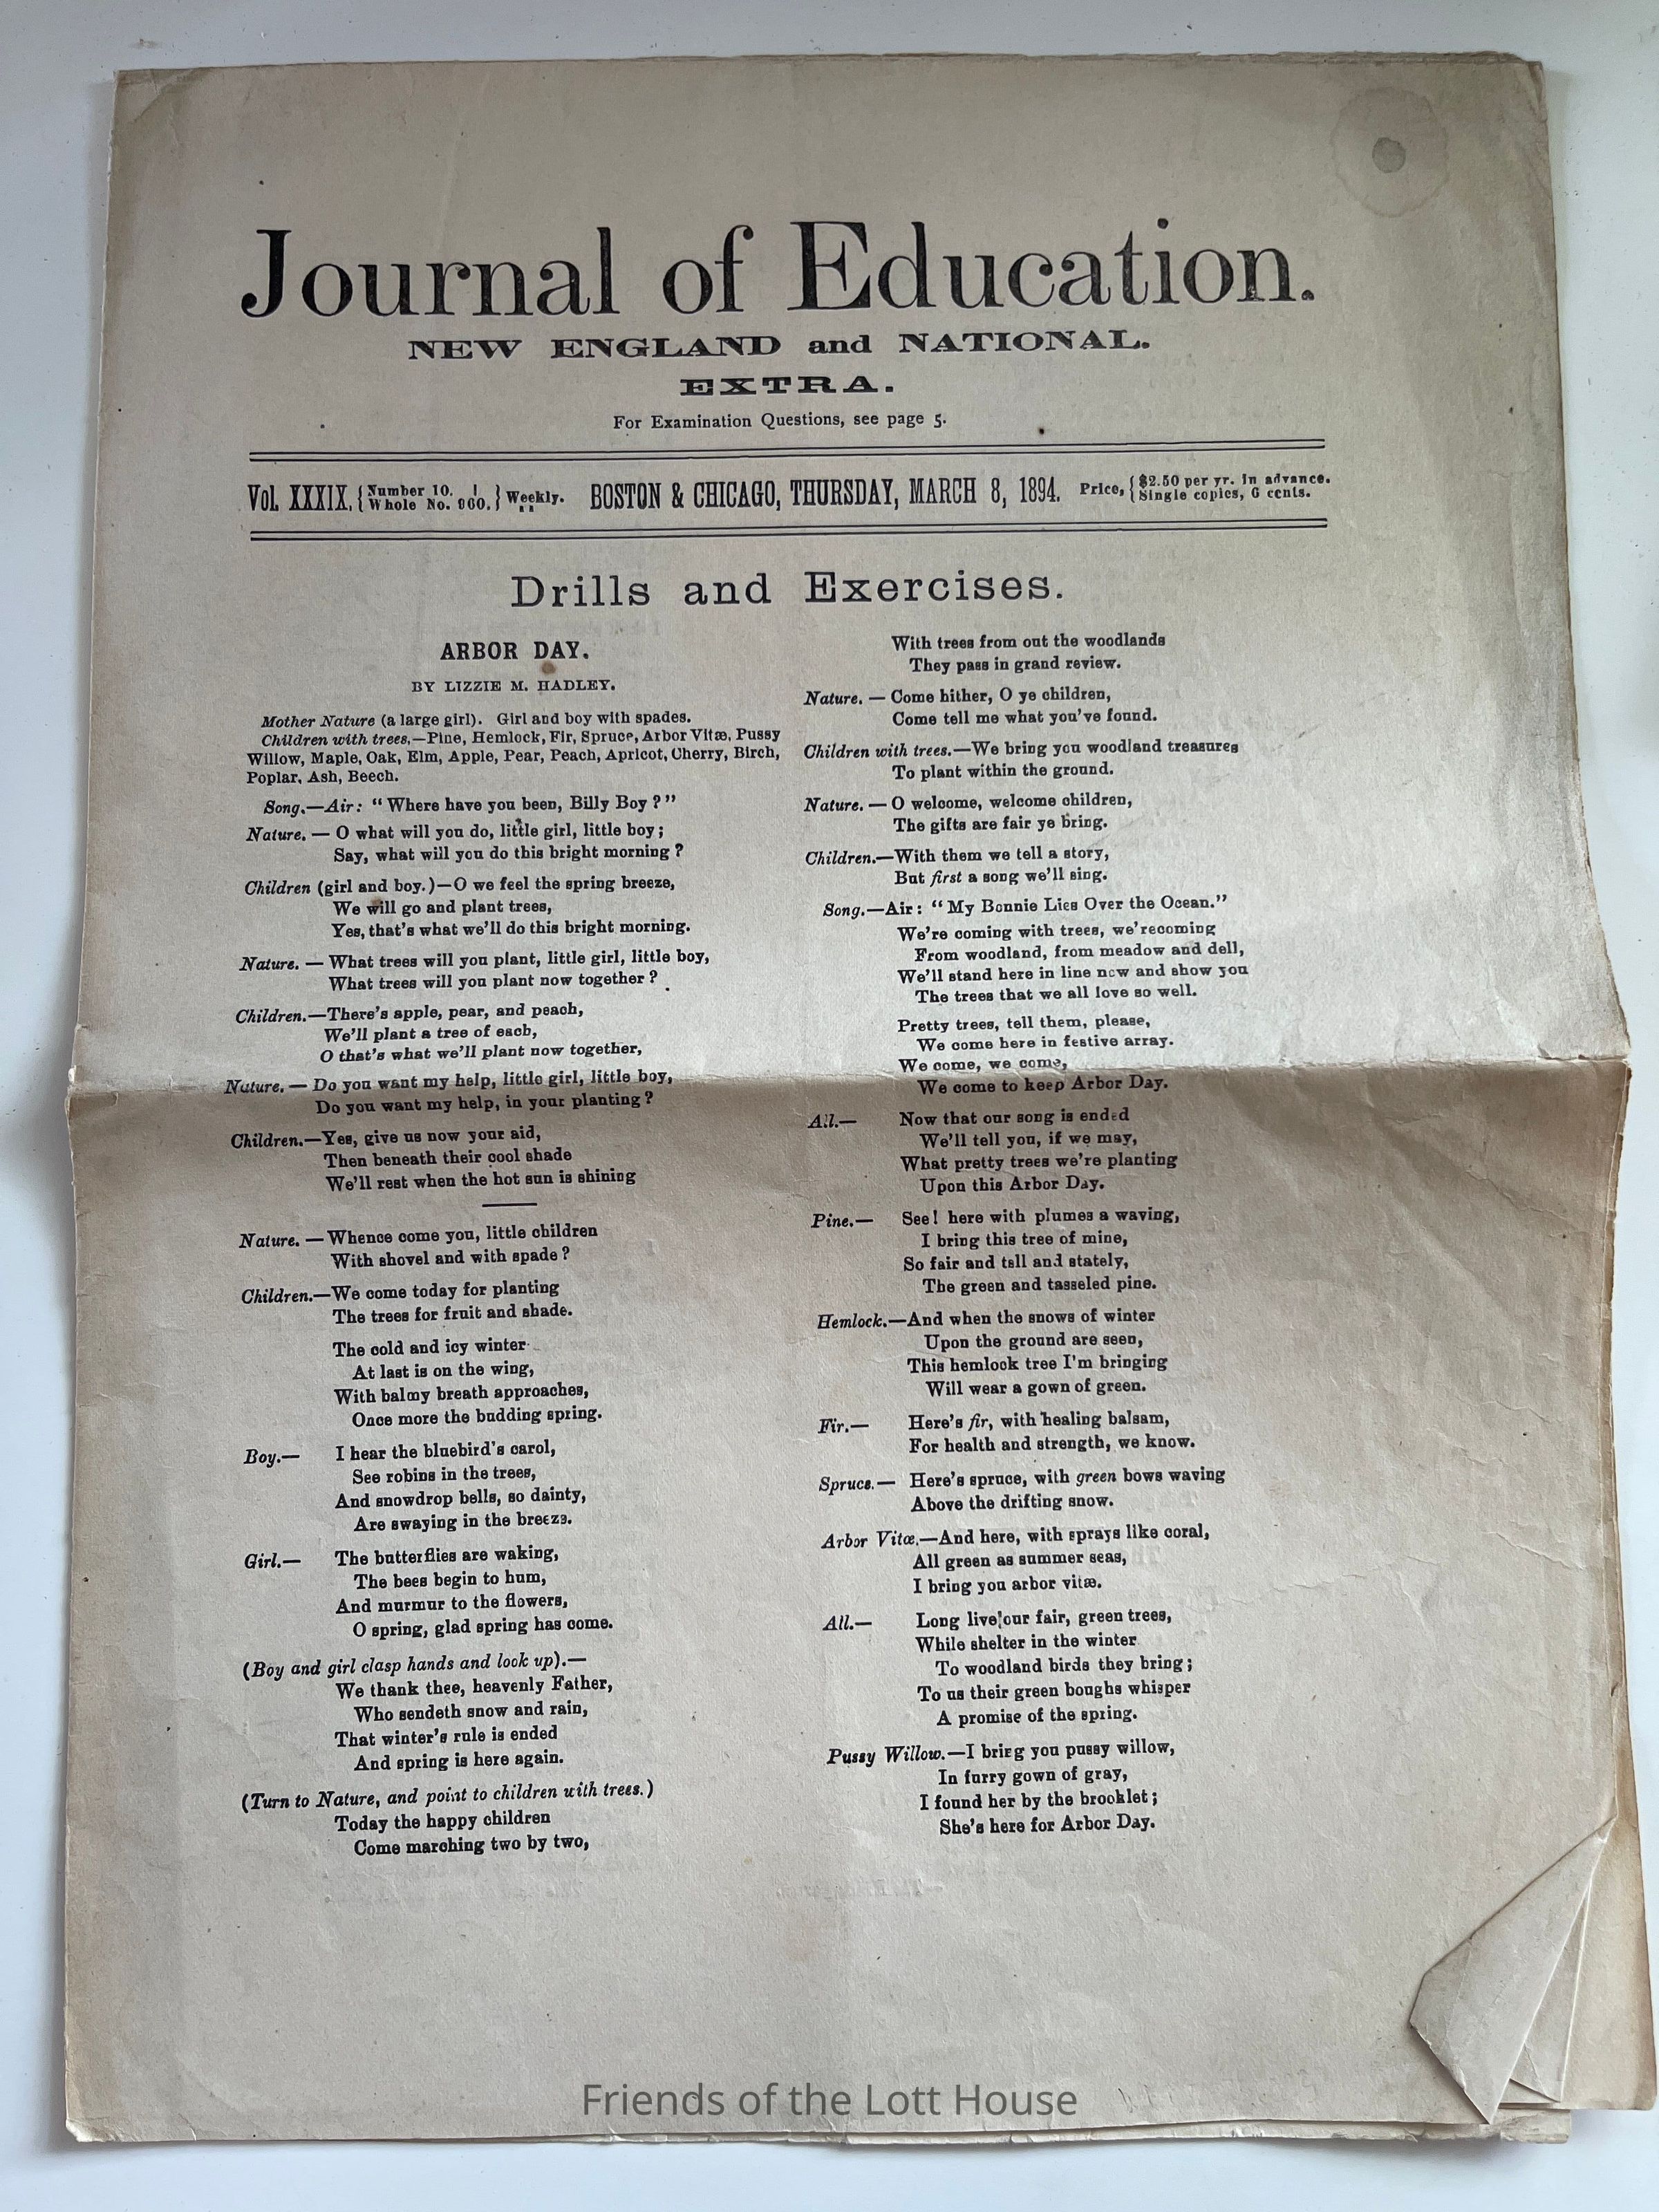 Journal of Education.
NEW ENGLAND and NATIONAL.
EXTRA.
For Examination Questions, see page 5.
Vol. XXXIX. { Number 10. } Weekly. BOSTON & CHICAGO, THURSDAY, MARCH 8, 1894. Price, { $2.50 per yr. in advance.
Whole No. 960. Single copies, 6 cents.
Drills and Exercises.
ARBOR DAY.
BY LIZZIE M. HADLEY.
Mother Nature (a large girl). Girl and boy with spades.
Children with trees,—Pine, Hemlock, Fir, Spruce, Arbor Vitæ, Pussy
Willow, Maple, Oak, Elm, Apple, Pear, Peach, Apricot, Cherry, Birch,
Poplar, Ash, Beech.
Song.—Air: "Where have you been, Billy Boy?"
Nature. — O what will you do, little girl, little boy;
Say, what will you do this bright morning?
Children (girl and boy.)—O we feel the spring breeze,
We will go and plant trees,
Yes, that's what we'll do this bright morning.
Nature. — What trees will you plant, little girl, little boy,
What trees will you plant now together?
Children.—There's apple, pear, and peach,
We'll plant a tree of each,
O that's what we'll plant now together,
Nature. — Do you want my help, little girl, little boy,
Do you want my help, in your planting?
Children.—Yes, give us now your aid,
Then beneath their cool shade
We'll rest when the hot sun is shining
Nature. — Whence come you, little children
With shovel and with spade?
Children.—We come today for planting
The trees for fruit and shade.
The cold and icy winter
At last is on the wing,
With balmy breath approaches,
Once more the budding spring.
Boy.— I hear the bluebird's carol,
See robins in the trees,
And snowdrop bells, so dainty,
Are swaying in the breeze.
Girl.— The butterflies are waking,
The bees begin to hum,
And murmur to the flowers,
O spring, glad spring has come.
(Boy and girl clasp hands and look up).—
We thank thee, heavenly Father,
Who sendeth snow and rain,
That winter's rule is ended
And spring is here again.
(Turn to Nature, and point to children with trees.)
Today the happy children
Come marching two by two,
With trees from out the woodlands
They pass in grand review.
Nature. — Come hither, O ye children,
Come tell me what you've found.
Children with trees.—We bring you woodland treasures
To plant within the ground.
Nature. — O welcome, welcome children,
The gifts are fair ye bring.
Children.—With them we tell a story,
But first a song we'll sing.
Song.—Air: "My Bonnie Lies Over the Ocean."
We're coming with trees, we'recoming
From woodland, from meadow and dell,
We'll stand here in line now and show you
The trees that we all love so well.
Pretty trees, tell them, please,
We come here in festive array.
We come, we come,
We come to keep Arbor Day.
All.— Now that our song is ended
We'll tell you, if we may,
What pretty trees we're planting
Upon this Arbor Day.
Pine.— See! here with plumes a waving,
I bring this tree of mine,
So fair and tall and stately,
The green and tasseled pine.
Hemlock.—And when the snows of winter
Upon the ground are seen,
This hemlock tree I'm bringing
Will wear a gown of green.
Fir.— Here's fir, with healing balsam,
For health and strength, we know.
Spruce.— Here's spruce, with green bows waving
Above the drifting snow.
Arbor Vitæ.—And here, with sprays like coral,
All green as summer seas,
I bring you arbor vitæ.
All.— Long live our fair, green trees,
While shelter in the winter
To woodland birds they bring;
To us their green boughs whisper
A promise of the spring.
Pussy Willow.—I bring you pussy willow,
In furry gown of gray,
I found her by the brooklet;
She's here for Arbor Day.
Friends of the Lott House